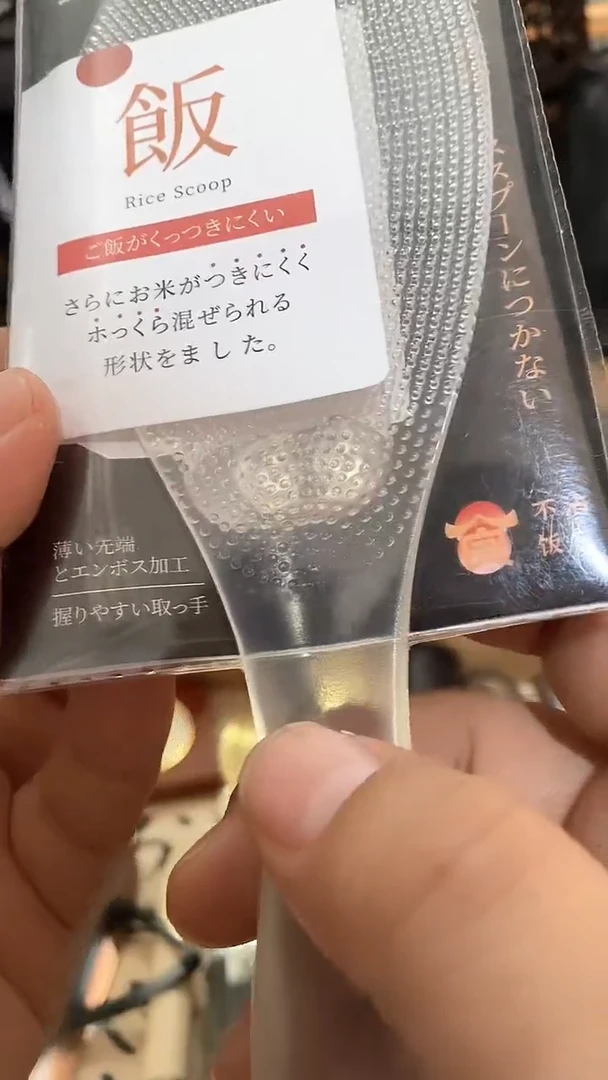 飯
Rice Scoop
ご飯がくっつきにくい
さらにお米がつきにくく
ホっくら混ぜられる
形状をました。
スプーンにつかない
薄い先端
とエンボス加工
握りやすい取っ手
不
饭